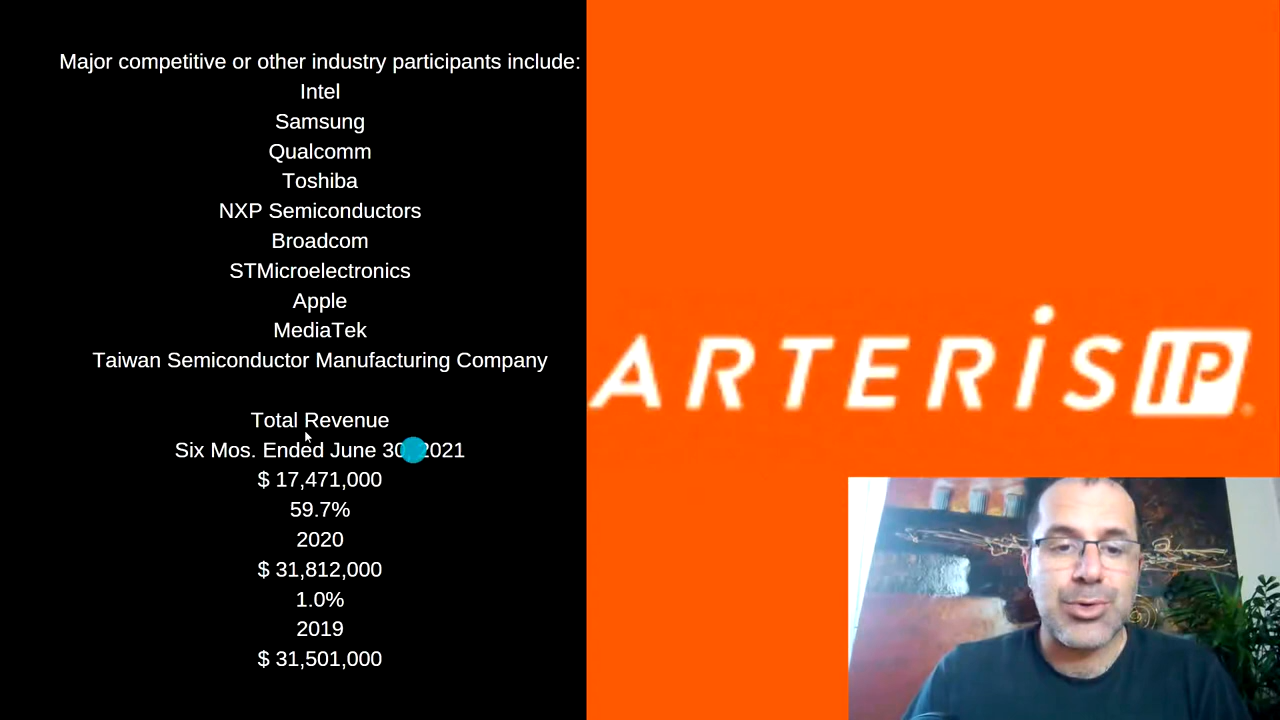 Major competitive or other industry participants include:
Intel
Samsung
Qualcomm
Toshiba
NXP Semiconductors
Broadcom
STMicroelectronics
Apple
MediaTek
Taiwan Semiconductor Manufacturing Company
Total Revenue
Six Mos. Ended June 30, 2021
$ 17,471,000
59.7%
2020
$ 31,812,000
1.0%
2019
$ 31,501,000
ARTERIS IP